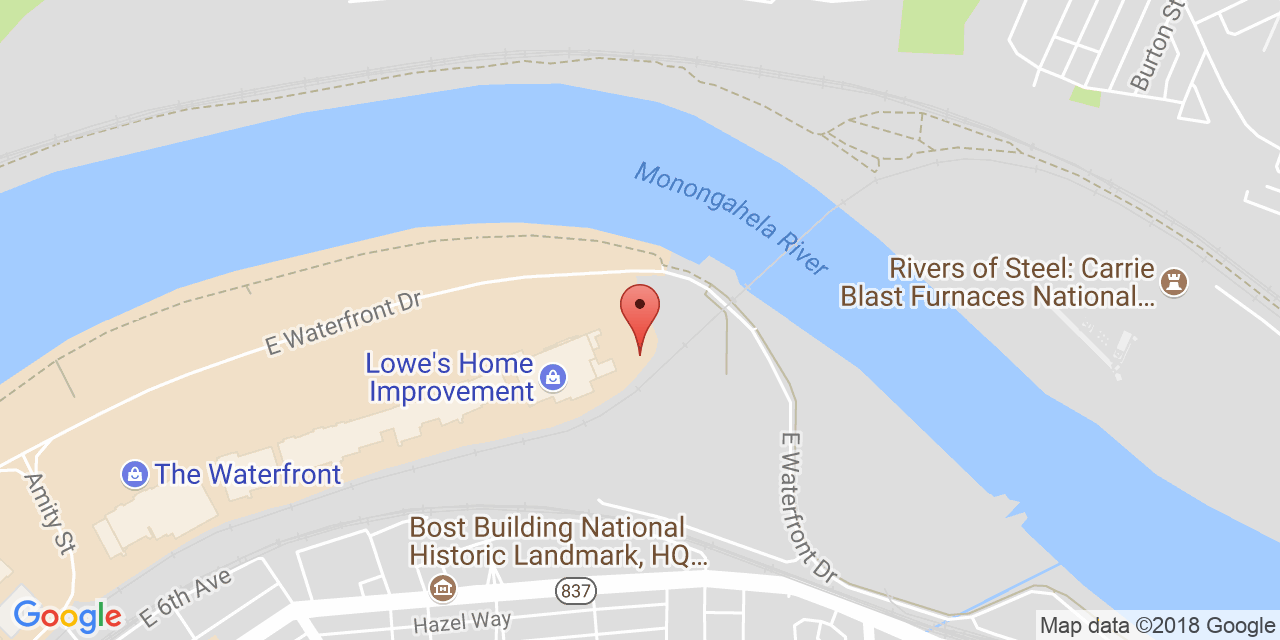 Burton St
Monongahela River
Rivers of Steel: Carrie
Blast Furnaces National...
E Waterfront Dr
Lowe's Home
Improvement
The Waterfront
Amity St
E Waterfront Dr
Bost Building National
Historic Landmark, HQ...
837
E 6th Ave
Hazel Way
Google
Map data ©2018 Google